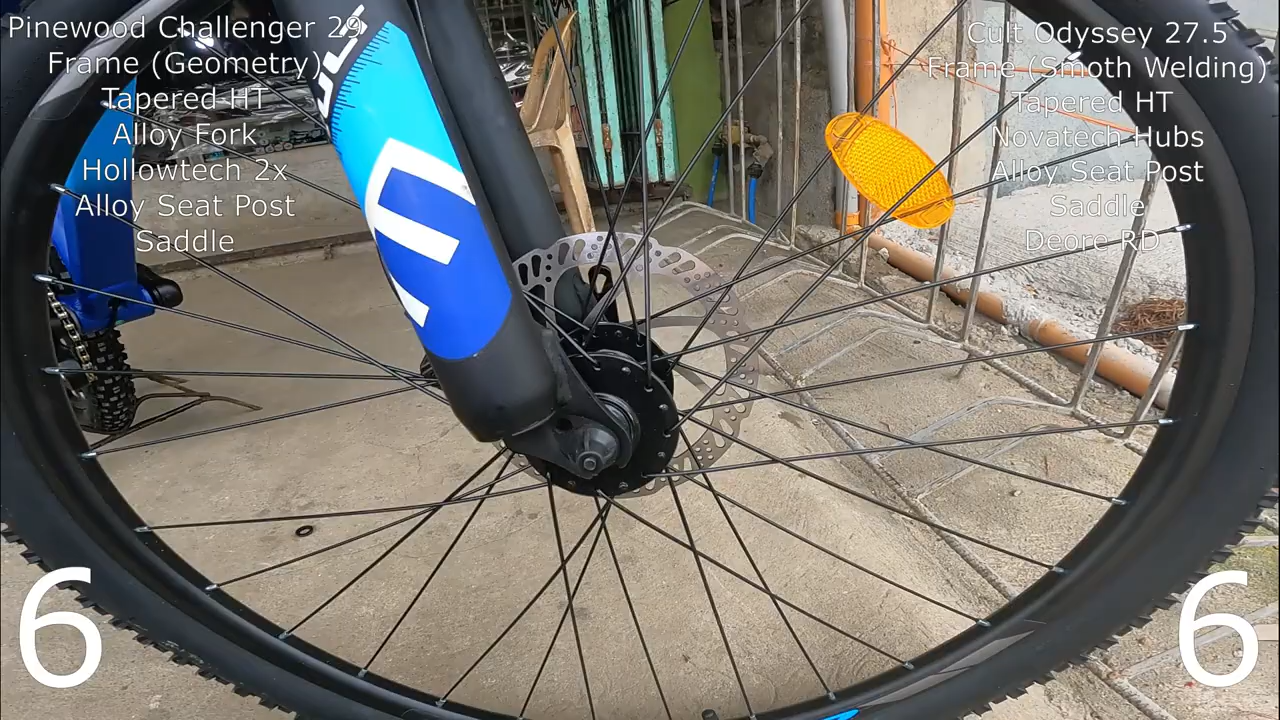 Pinewood Challenger 29
Frame (Geometry)
Tapered HT
Alloy Fork
Hollowtech 2x
Alloy Seat Post
Saddle
6
Cult Odyssey 27.5
Frame (Smoth Welding)
Tapered HT
Novatech Hubs
Alloy Seat Post
Saddle
Deore RD
6